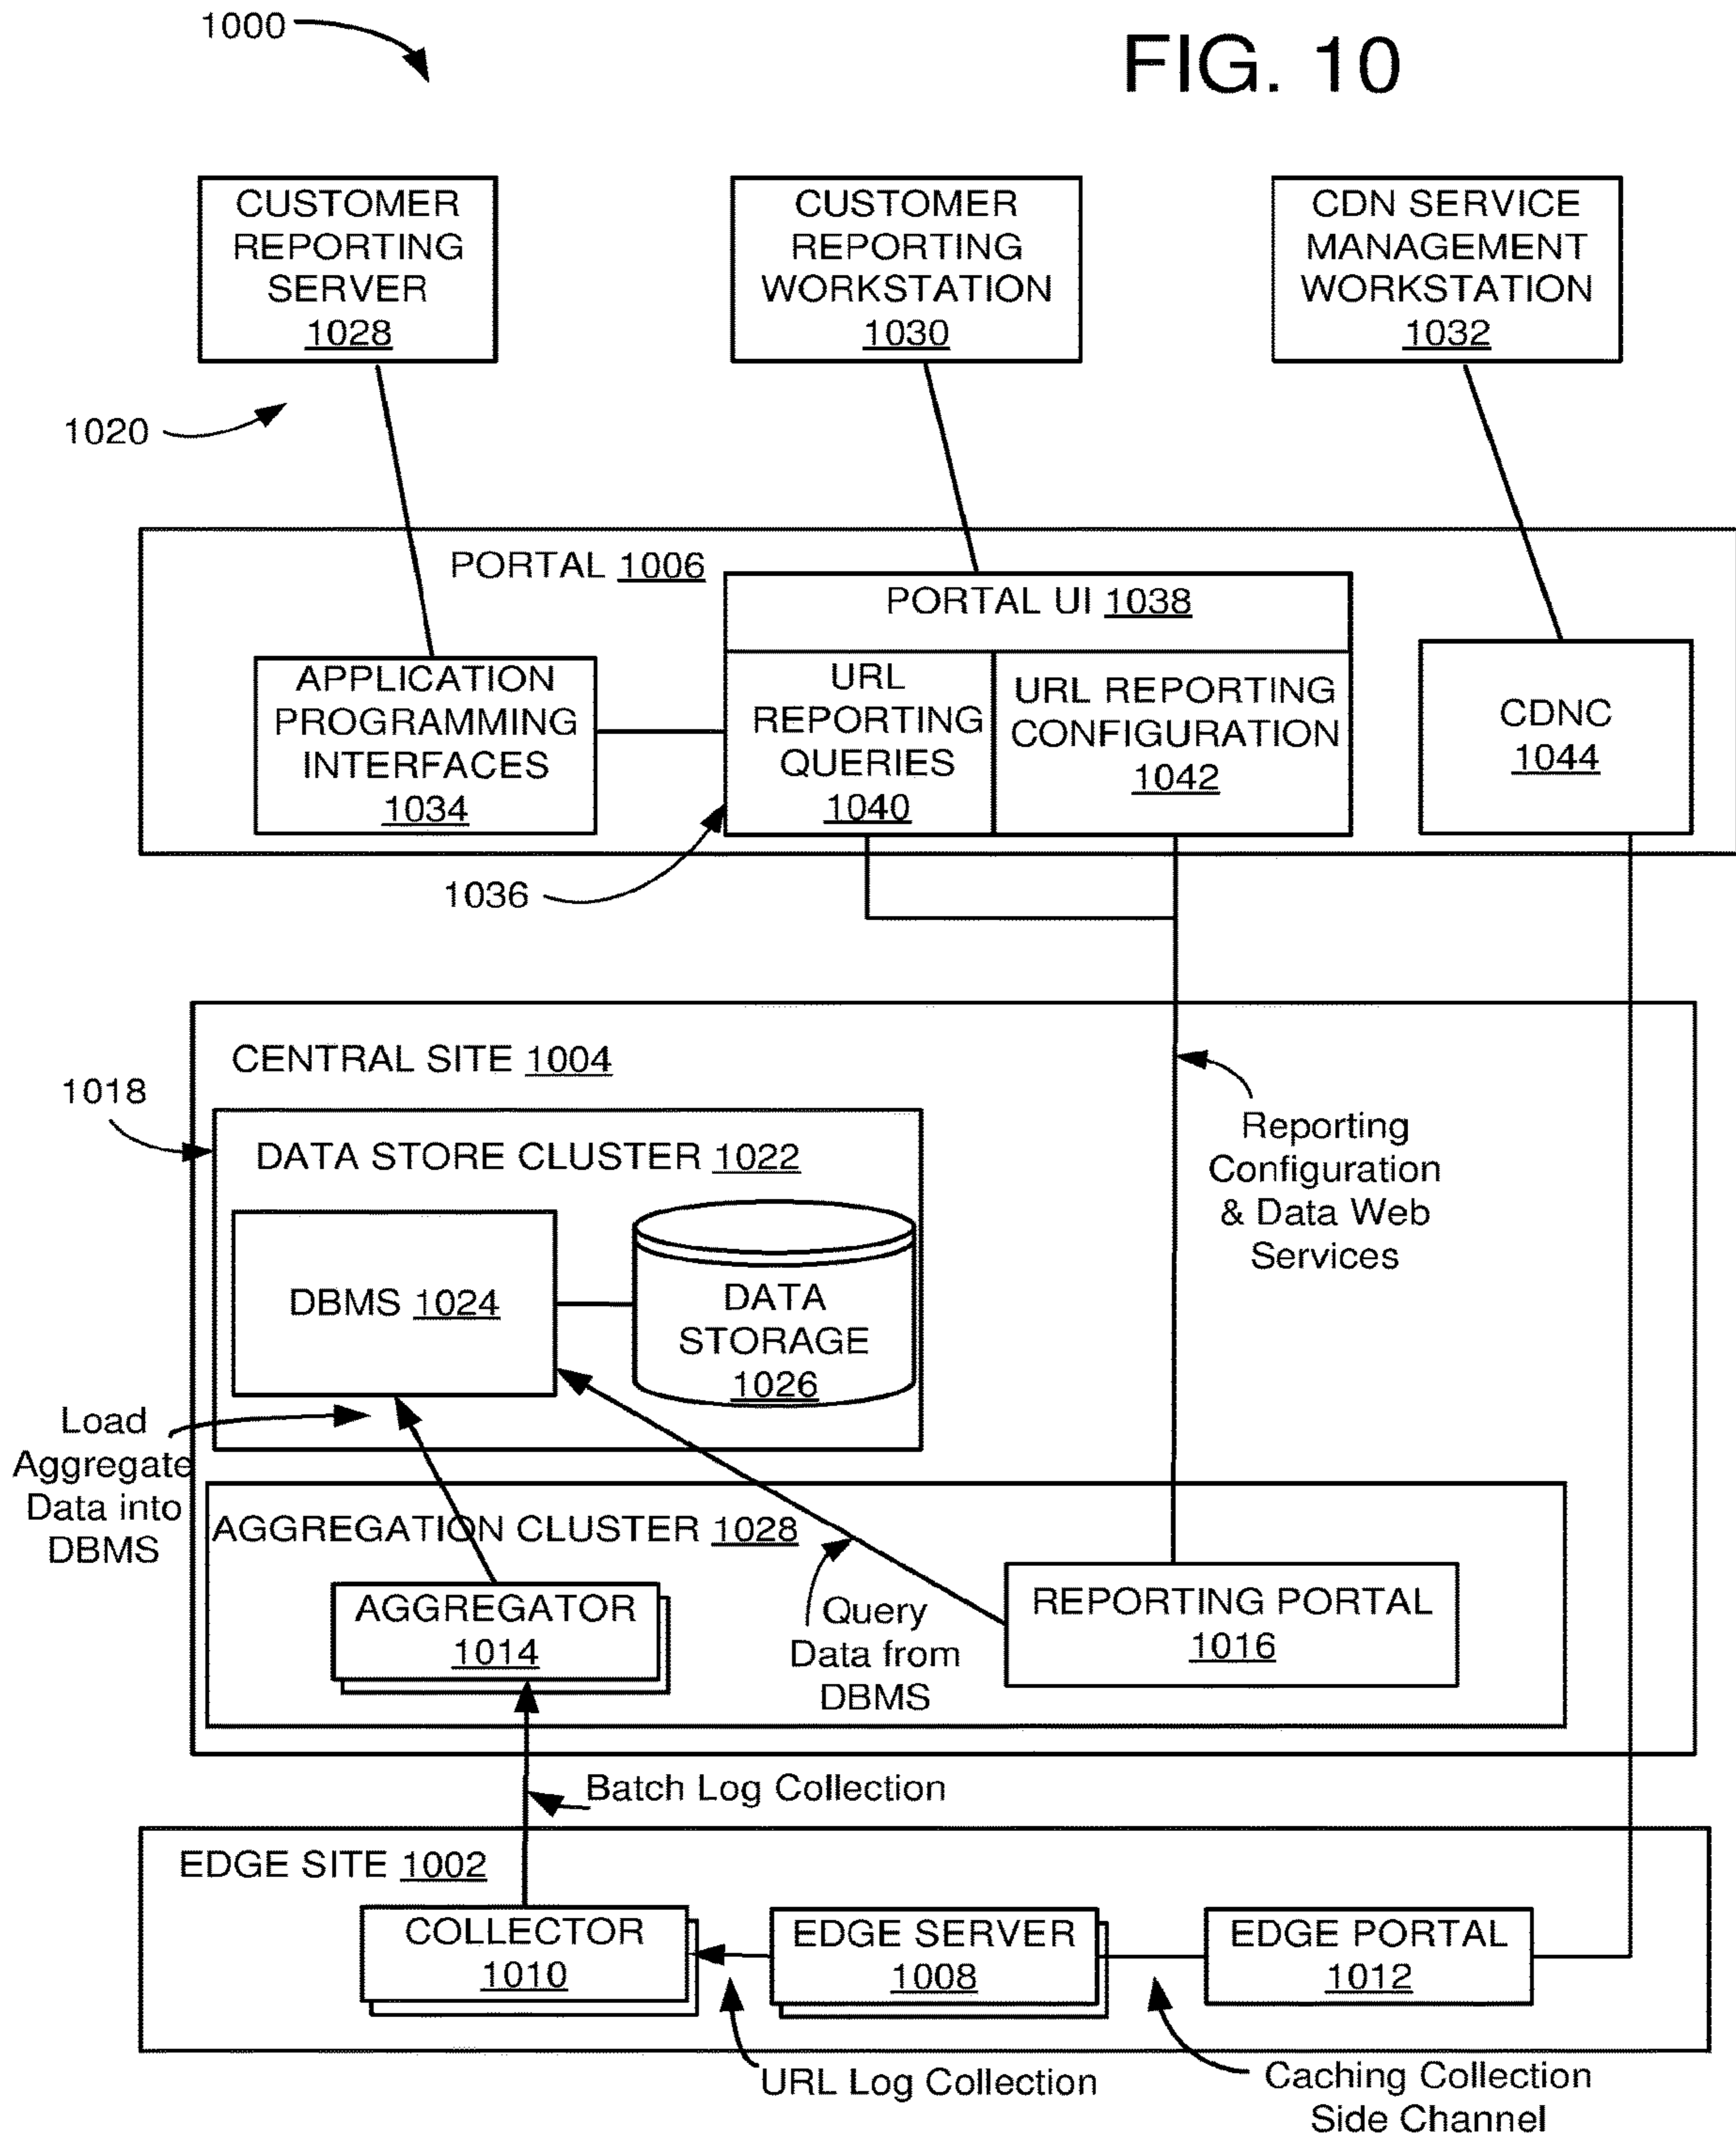 1000
FIG. 10
CUSTOMER
REPORTING
SERVER
1028
CUSTOMER
REPORTING
WORKSTATION
1030
CDN SERVICE
MANAGEMENT
WORKSTATION
1032
1020
PORTAL 1006
PORTAL UI 1038
APPLICATION
PROGRAMMING
INTERFACES
1034
URL
REPORTING
QUERIES
1040
URL REPORTING
CONFIGURATION
1042
CDNC
1044
1036
CENTRAL SITE 1004
1018
DATA STORE CLUSTER 1022
DBMS 1024
DATA
STORAGE
1026
Reporting
Configuration
& Data Web
Services
Load
Aggregate
Data into
DBMS
AGGREGATION CLUSTER 1028
AGGREGATOR
1014
Query
Data from
DBMS
REPORTING PORTAL
1016
Batch Log Collection
EDGE SITE 1002
COLLECTOR
1010
EDGE SERVER
1008
EDGE PORTAL
1012
URL Log Collection
Caching Collection
Side Channel